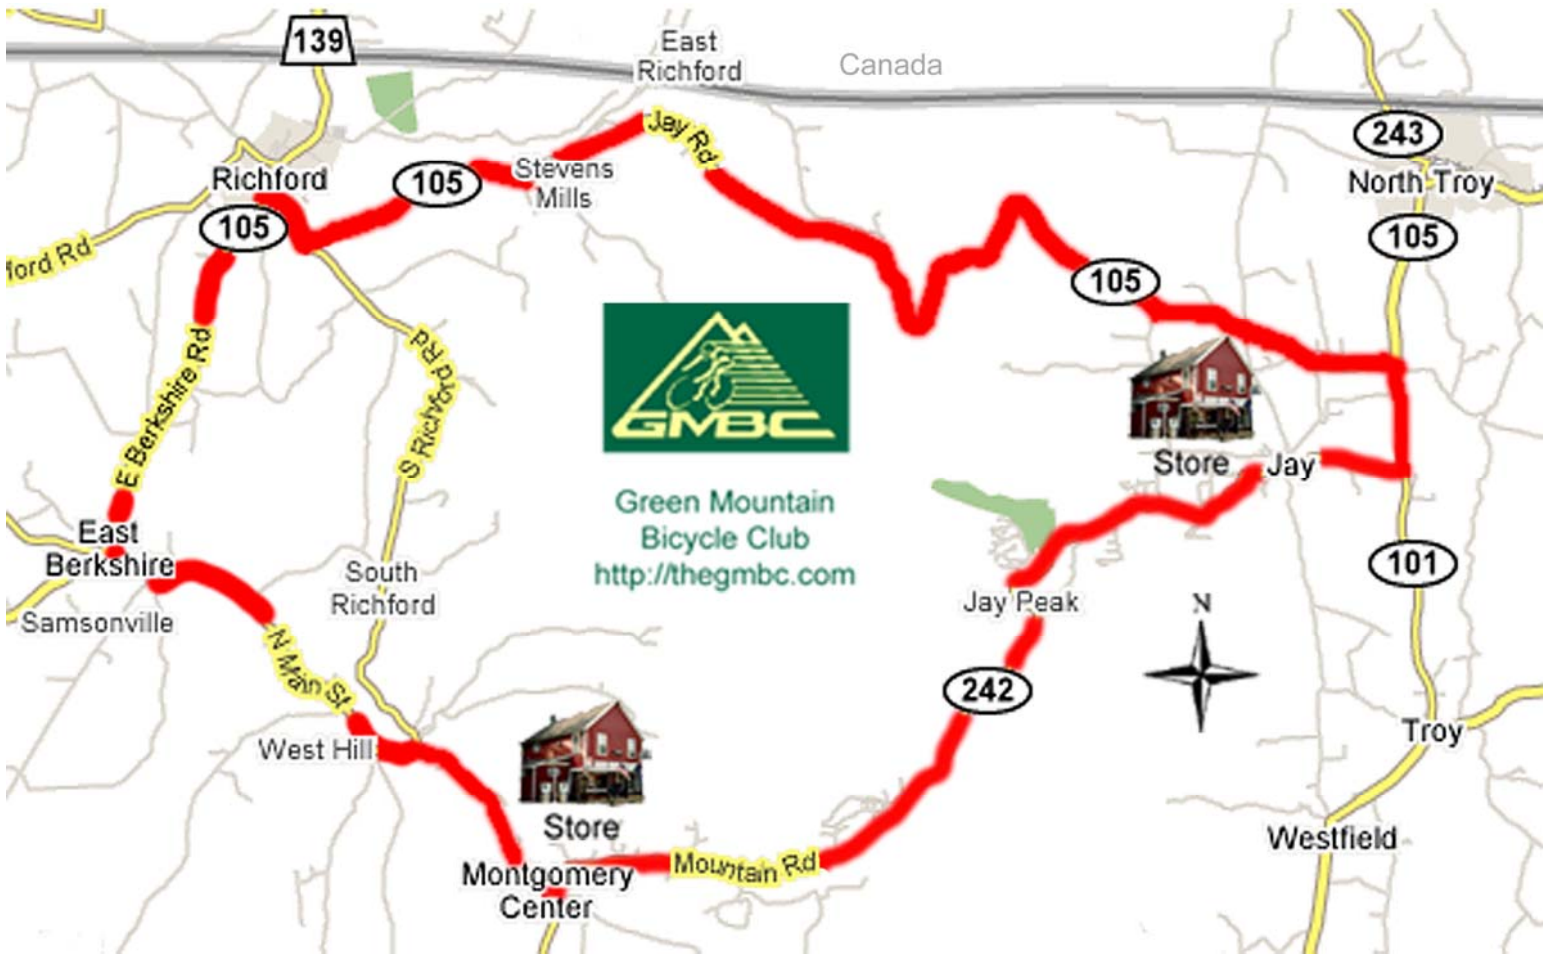 139
East
Richford
Canada
Jay Rd
243
North Troy
Richford
105
Stevens
Mills
105
105
ford Rd
105
S Richford Rd
E Berkshire Rd
GMBC
Store
Jay
Green Mountain
Bicycle Club
http://thegmbc.com
East
Berkshire
South
Richford
101
Samsonville
Jay Peak
N
N Main St
242
West Hill
Troy
Store
Westfield
Mountain Rd
Montgomery
Center